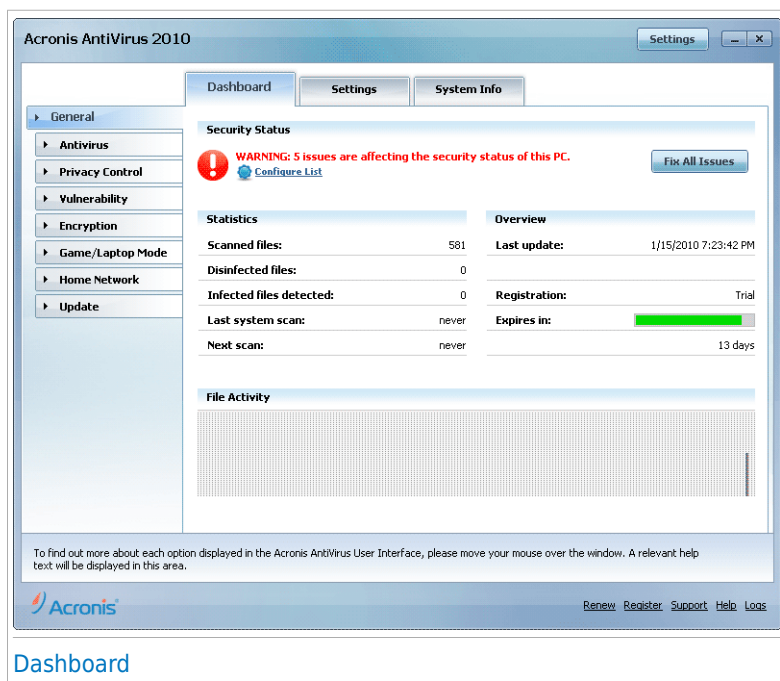 Acronis AntiVirus 2010
Settings
Dashboard
Settings
System Info
General
Antivirus
Privacy Control
Vulnerability
Encryption
Game/Laptop Mode
Home Network
Update
Security Status
WARNING: 5 issues are affecting the security status of this PC.
Configure List
Fix All Issues
Statistics
Scanned files: 581
Disinfected files: 0
Infected files detected: 0
Last system scan: never
Next scan: never
Overview
Last update: 1/15/2010 7:23:42 PM
Registration: Trial
Expires in:
13 days
File Activity
To find out more about each option displayed in the Acronis AntiVirus User Interface, please move your mouse over the window. A relevant help
text will be displayed in this area.
Acronis
Renew Register Support Help Logs
Dashboard